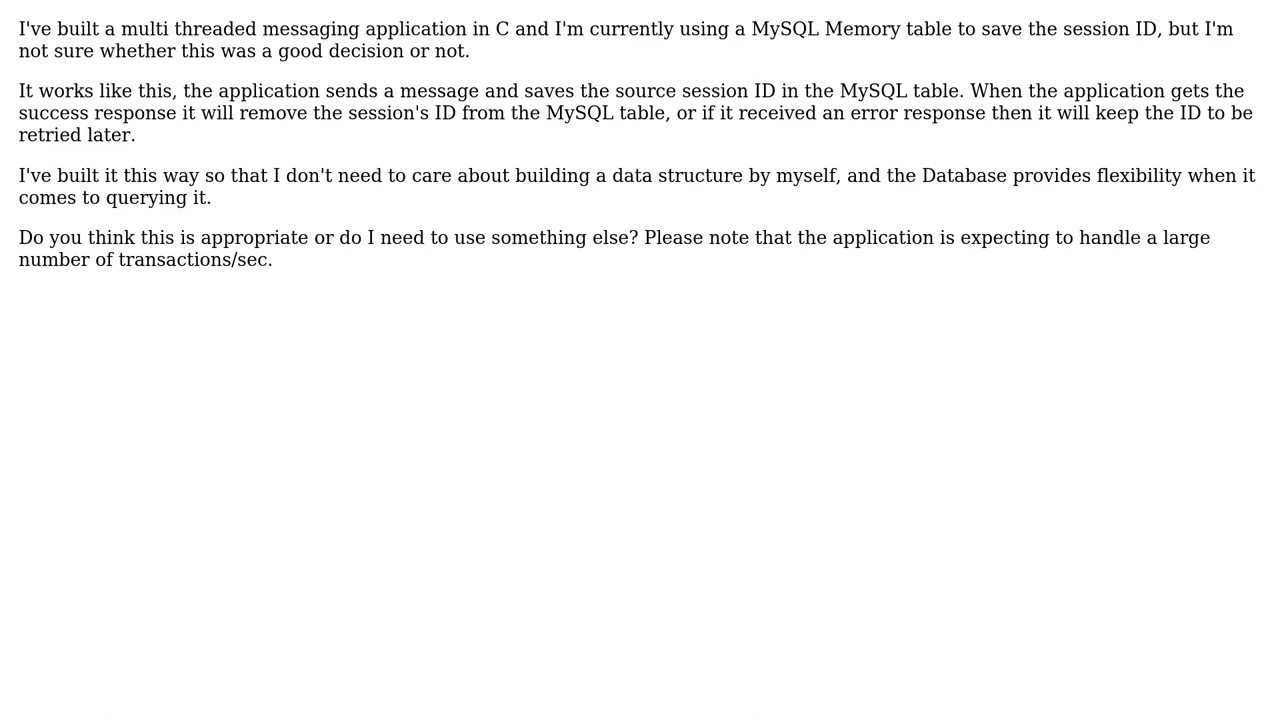 I've built a multi threaded messaging application in C and I'm currently using a MySQL Memory table to save the session ID, but I'm
not sure whether this was a good decision or not.
It works like this, the application sends a message and saves the source session ID in the MySQL table. When the application gets the
success response it will remove the session's ID from the MySQL table, or if it received an error response then it will keep the ID to be
retried later.
I've built it this way so that I don't need to care about building a data structure by myself, and the Database provides flexibility when it
comes to querying it.
Do you think this is appropriate or do I need to use something else? Please note that the application is expecting to handle a large
number of transactions/sec.